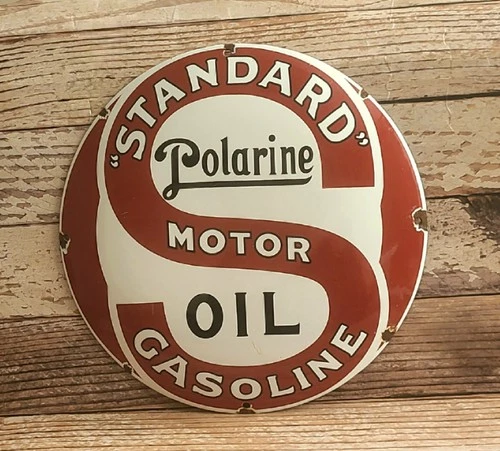 "STANDARD"
Polarine
MOTOR
OIL
GASOLINE